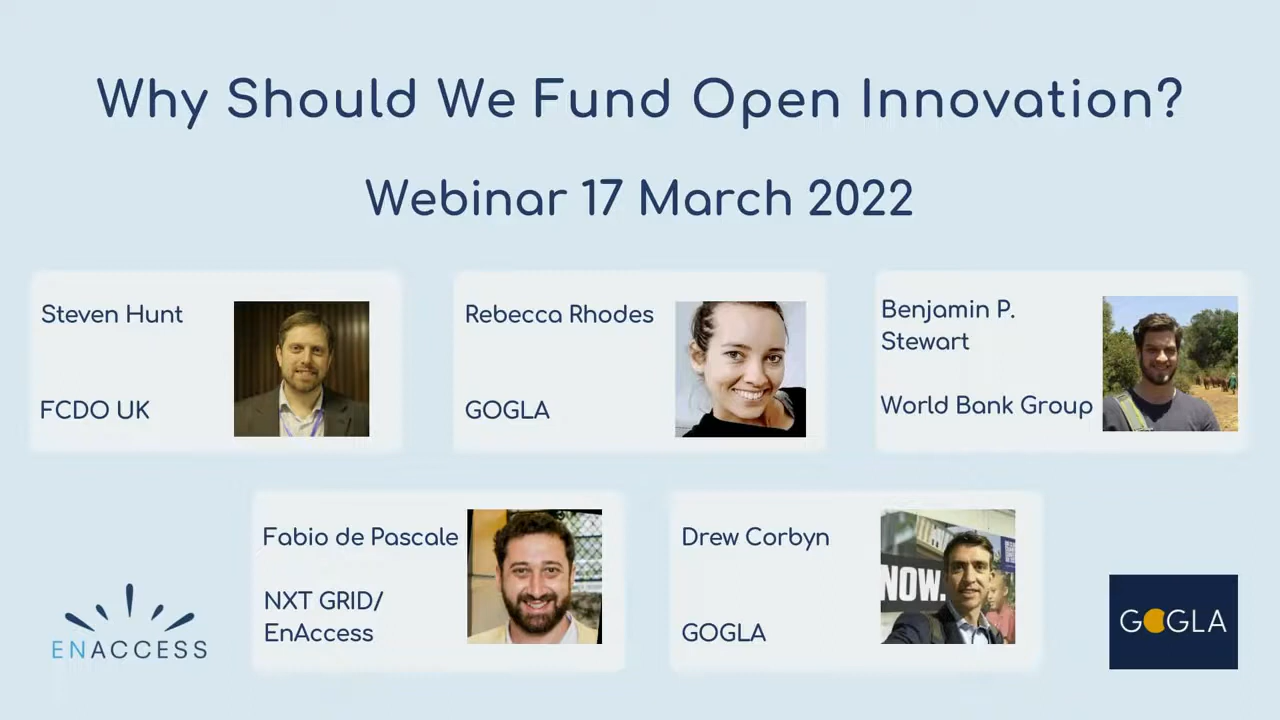 Why Should We Fund Open Innovation?
Webinar 17 March 2022
Steven Hunt
FCDO UK
Rebecca Rhodes
GOGLA
Benjamin P.
Stewart
World Bank Group
Fabio de Pascale
NXT GRID/
EnAccess
Drew Corbyn
GOGLA
NOW.
ENACCESS
GOGLA